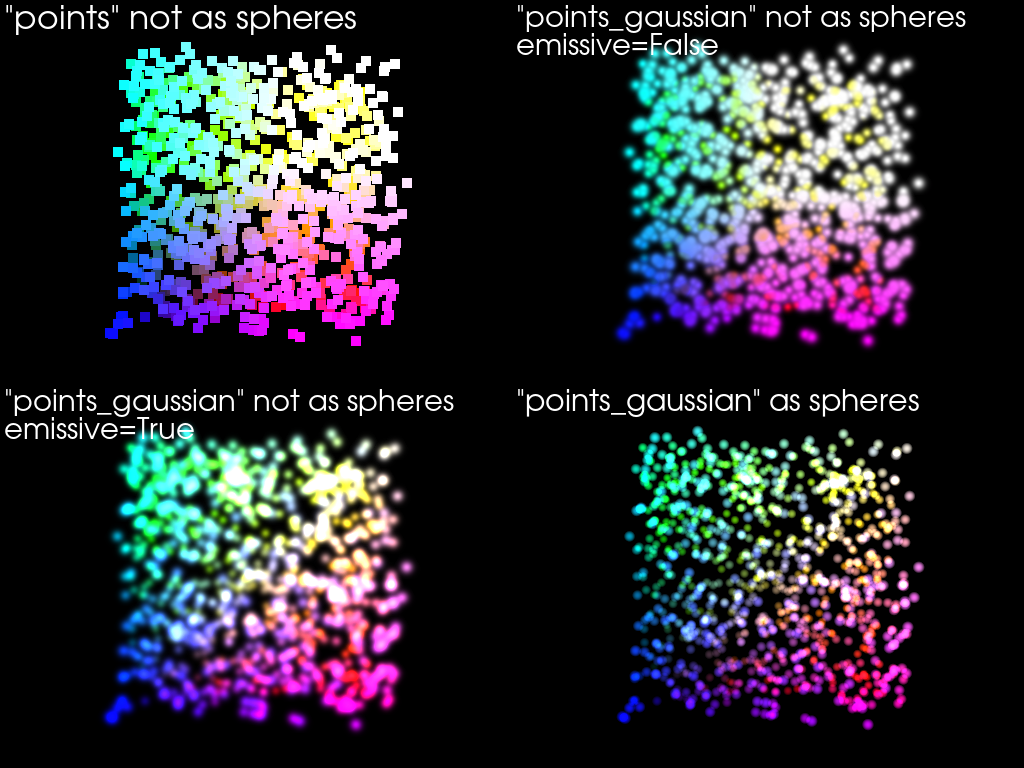 "points" not as spheres
"points_gaussian" not as spheres
emissive=False
"points_gaussian" not as spheres
emissive=True
"points_gaussian" as spheres